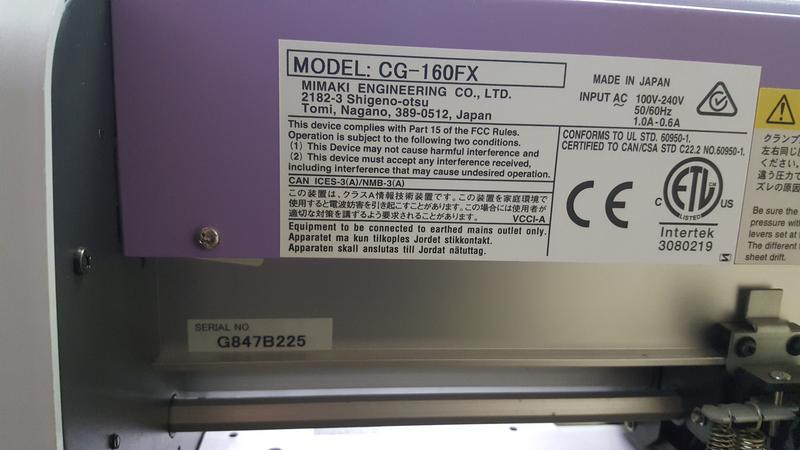 MODEL: CG-160FX
MIMAKI ENGINEERING CO., LTD.
2182-3 Shigeno-otsu
Tomi, Nagano, 389-0512, Japan
MADE IN JAPAN
INPUT AC 100V-240V
50/60Hz
1.0A-0.6A
This device complies with Part 15 of the FCC Rules.
Operation is subject to the following two conditions.
(1) This Device may not cause harmful interference and
(2) This device must accept any interference received,
including interference that may cause undesired operation.
CAN ICES-3(A)/NMB-3(A)
この装置は、クラスA情報技術装置です。この装置を家庭環境で
使用すると電波妨害を引き起こすことがあります。この場合には使用者が
適切な対策を講ずるよう要求されることがあります。 VCCI-A
Equipment to be connected to earthed mains outlet only.
Apparatet ma kun tilkoples Jordet stikkontakt.
Apparaten skall anslutas till Jordat nätuttag.
CONFORMS TO UL STD. 60950-1.
CERTIFIED TO CAN/CSA STD C22.2 NO.60950-1.
CE
C ETL CM US
LISTED
Intertek
3080219
クランプ
左右同じ
ください。
違う圧力で
ズレの原因
Be sure the
pressure with
levers set at
The different
sheet drift.
SERIAL NO.
G847B225